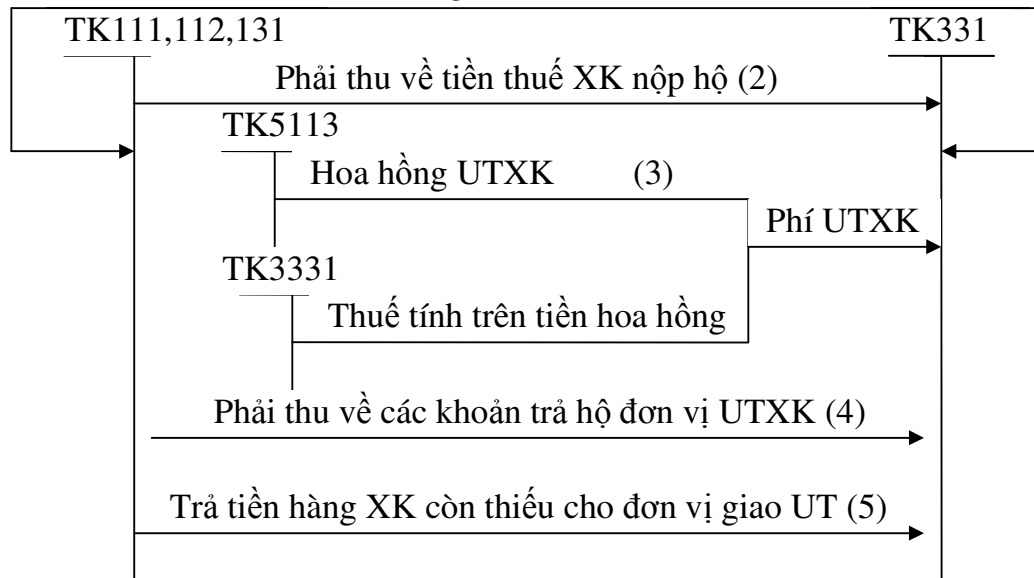 TK111,112,131
TK331
Phải thu về tiền thuế XK nộp hộ (2)
TK5113
Hoa hồng UTXK (3)
Phí UTXK
TK3331
Thuế tính trên tiền hoa hồng
Phải thu về các khoản trả hộ đơn vị UTXK (4)
Trả tiền hàng XK còn thiếu cho đơn vị giao UT (5)